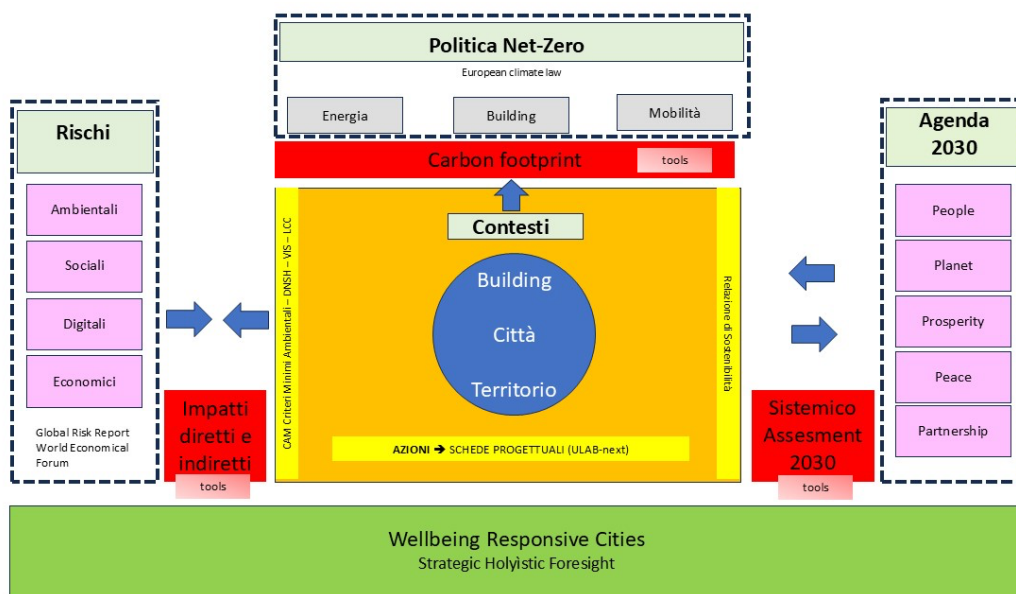 Politica Net-Zero
European climate law
Energia
Building
Mobilità
Carbon footprint
tools
Rischi
Ambientali
Sociali
Digitali
Economici
Global Risk Report
World Economical
Forum
Impatti
diretti e
indiretti
tools
CAM Criteri Minimi Ambientali – DNSH – VIS – LCC
Contesti
Building
Città
Territorio
AZIONI ➔ SCHEDE PROGETTUALI (ULAB-next)
Relazione di Sostenibilità
Sistemico
Assesment
2030
tools
Agenda
2030
People
Planet
Prosperity
Peace
Partnership
Wellbeing Responsive Cities
Strategic Holyìstic Foresight